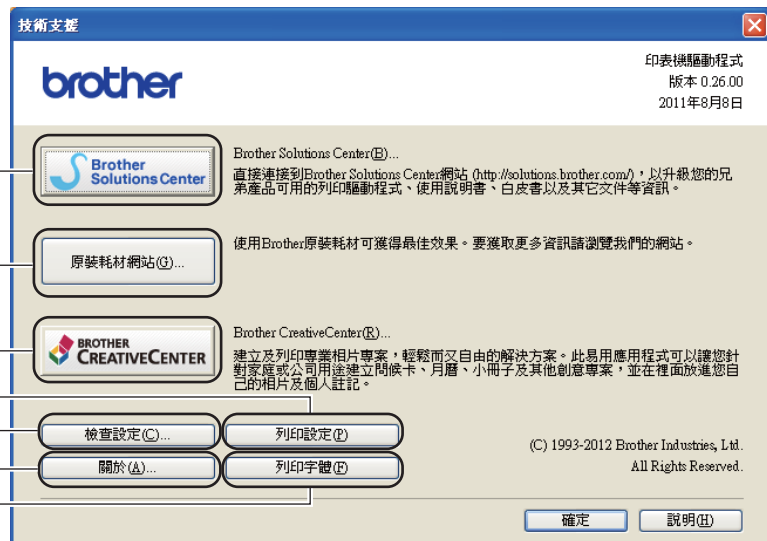 技術支援
brother
印表機驅動程式
版本 0.26.00
2011年8月8日
Brother
Solutions Center
Brother Solutions Center(B)...
直接連接到Brother Solutions Center網站 (http://solutions.brother.com/)，以升級您的兄
弟產品可用的列印驅動程式、使用說明書、白皮書以及其它文件等資訊。
原裝耗材網站(G)...
使用Brother原裝耗材可獲得最佳效果。要獲取更多資訊請瀏覽我們的網站。
BROTHER
CREATIVECENTER
Brother CreativeCenter(R)...
建立及列印專業相片專案，輕鬆而又自由的解決方案。此易用應用程式可以讓您針
對家庭或公司用途建立問候卡、月曆、小冊子及其他創意專案，並在裡面放進您自
己的相片及個人註記。
檢查設定(C)...
列印設定(P)
關於(A)...
列印字體(F)
(C) 1993-2012 Brother Industries, Ltd.
All Rights Reserved.
確定
說明(H)